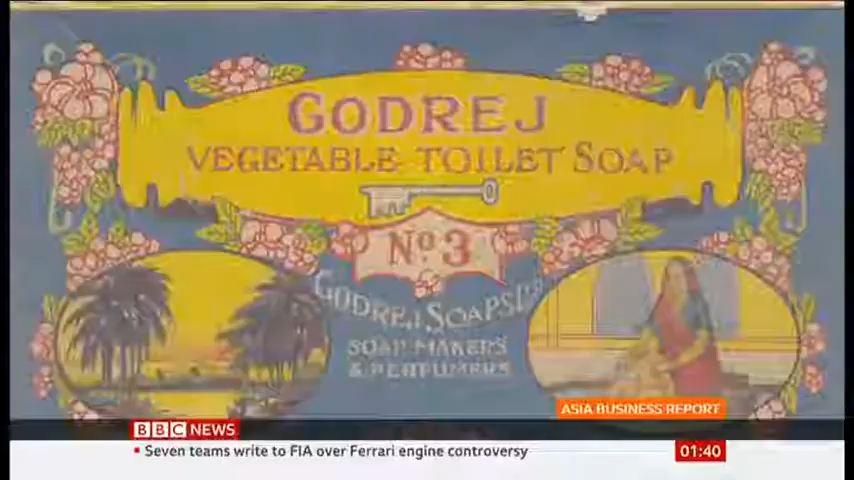 GODREJ
VEGETABLE TOILET SOAP
No 3
GODREJ SOAPS LTD
SOAP MAKERS
& PERFUMERS
ASIA BUSINESS REPORT
BBC NEWS
Seven teams write to FIA over Ferrari engine controversy
01:40